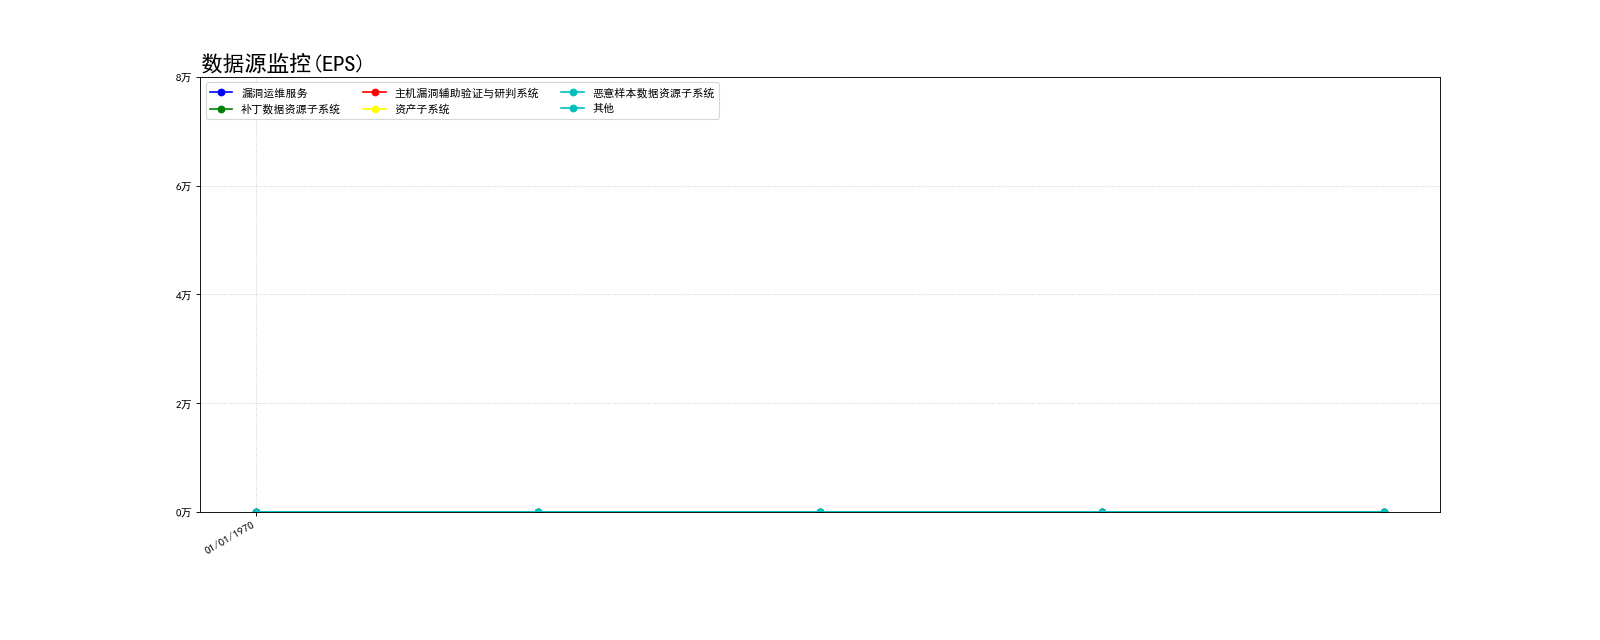 数据源监控(EPS)
8万
漏洞运维服务 主机漏洞辅助验证与研判系统 恶意样本数据资源子系统
补丁数据资源子系统 资产子系统 其他
6万
4万
2万
0万
01/01/1970